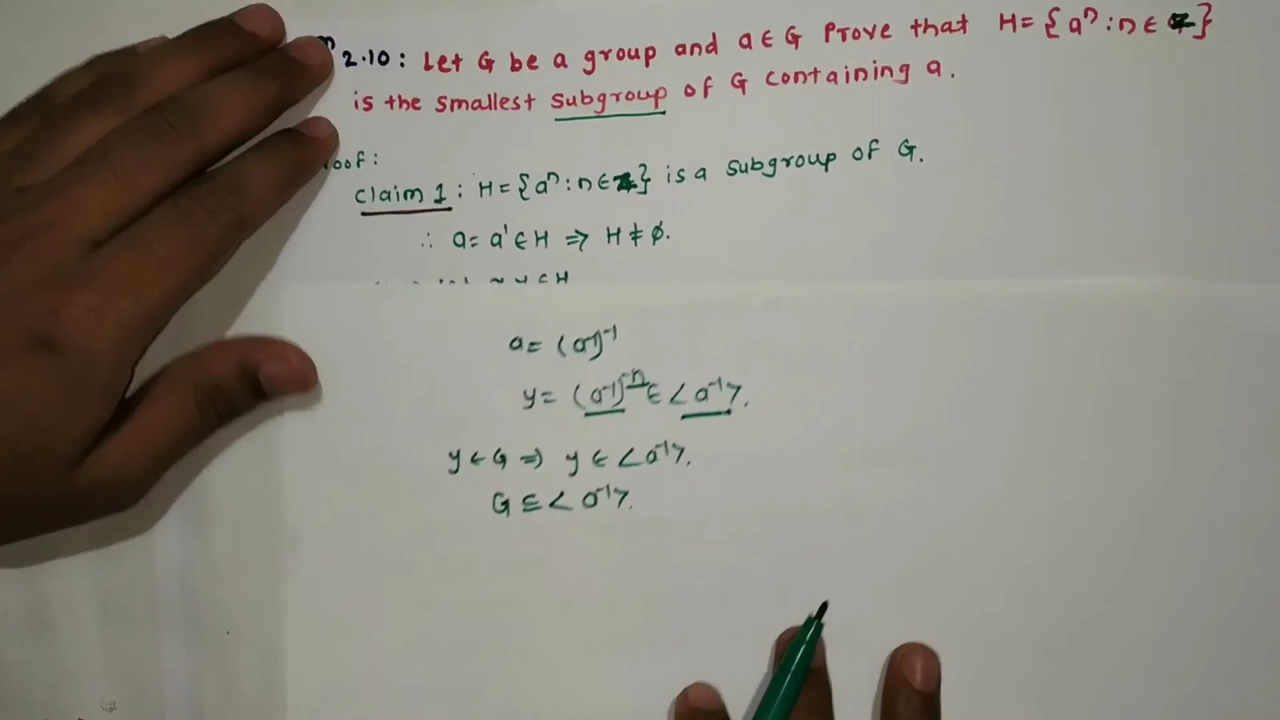 2.10: Let G be a group and a ∈ G Prove that H = {aⁿ : n ∈ Z}
is the smallest subgroup of G containing a.
oof:
Claim 1: H = {aⁿ : n ∈ Z} is a subgroup of G.
∴ a = a¹ ∈ H ⇒ H ≠ ϕ.
∈ H
a = (a⁻¹)⁻¹
y = (a⁻¹)⁻ⁿ ∈ <a⁻¹>.
y ∈ G ⇒ y ∈ <a⁻¹>.
G ⊆ <a⁻¹>.